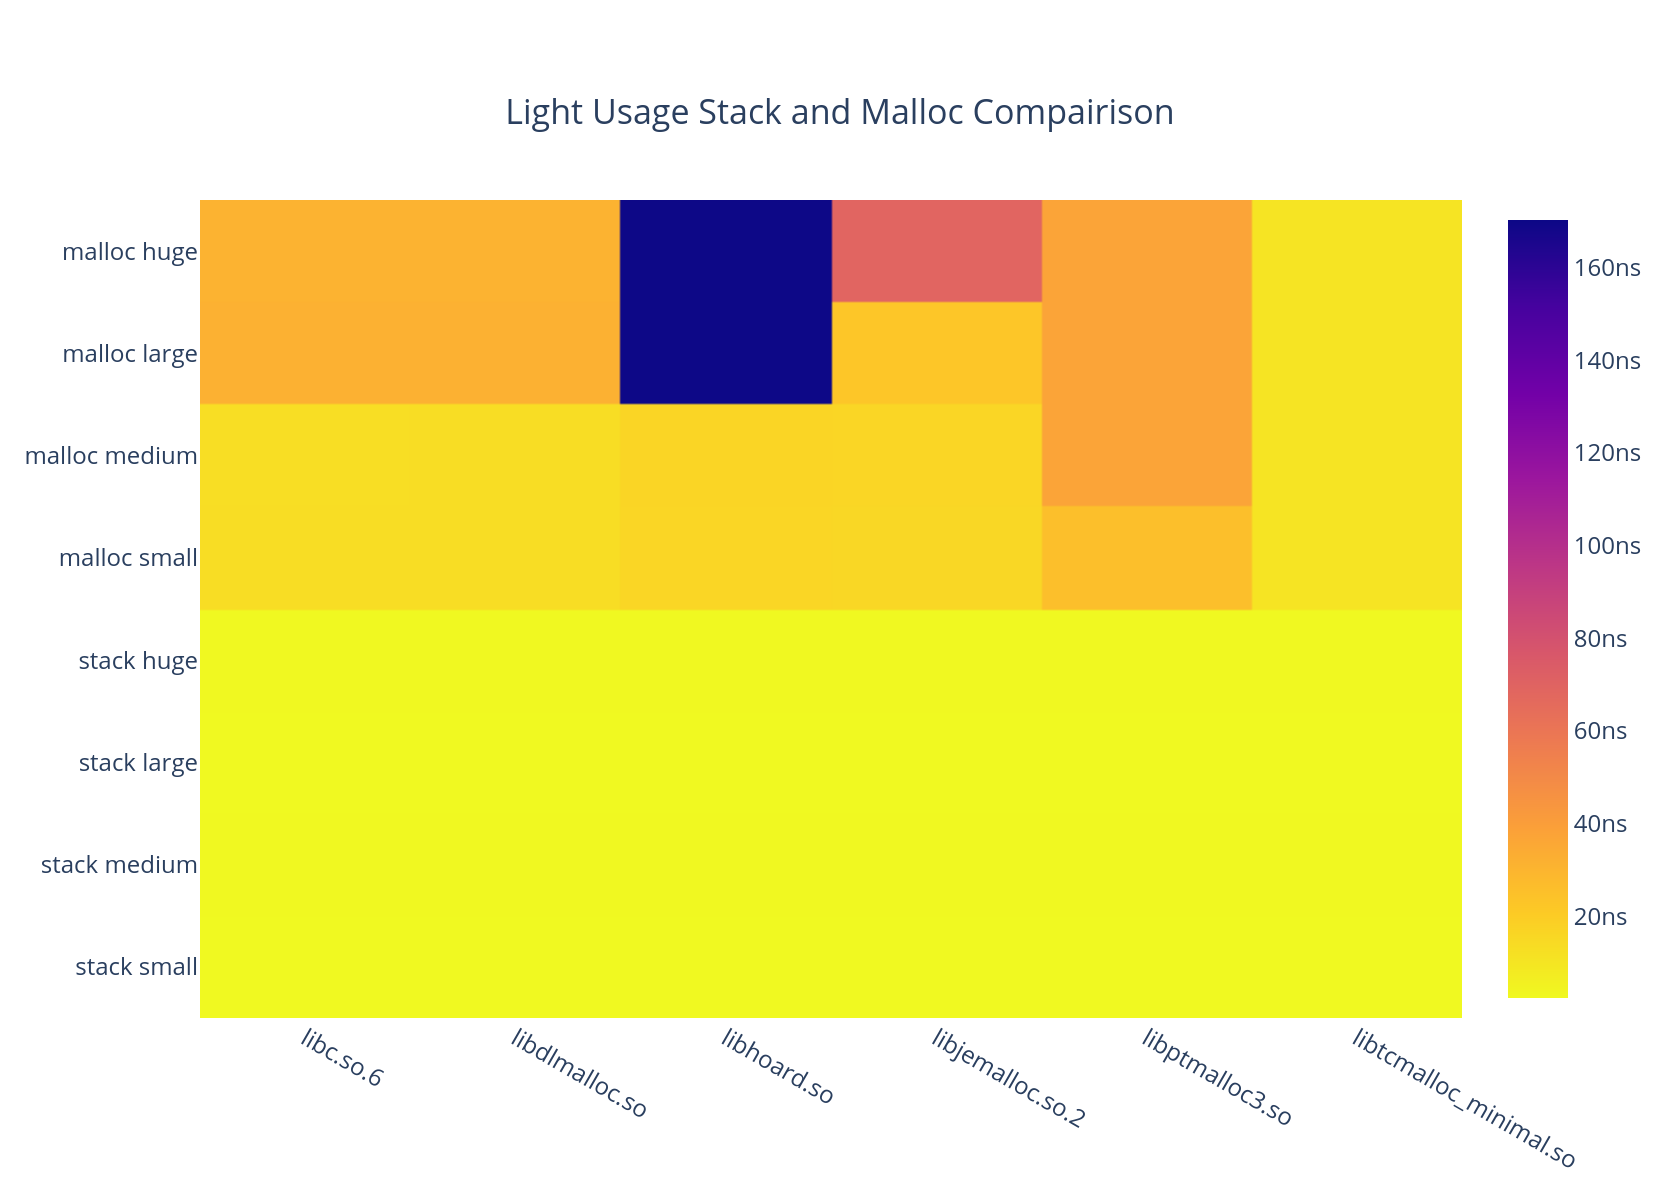 Light Usage Stack and Malloc Compairison
malloc huge
malloc large
malloc medium
malloc small
stack huge
stack large
stack medium
stack small
libc.so.6
libdlmalloc.so
libhoard.so
libjemalloc.so.2
libptmalloc3.so
libtcmalloc_minimal.so
160ns
140ns
120ns
100ns
80ns
60ns
40ns
20ns